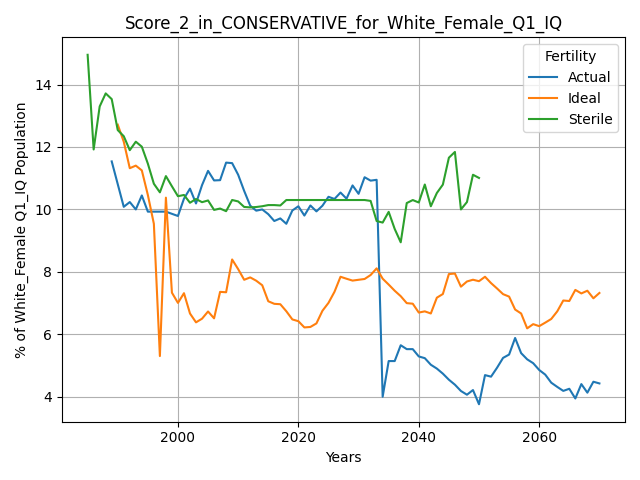 Score_2_in_CONSERVATIVE_for_White_Female_Q1_IQ
% of White_Female Q1_IQ Population
14
12
10
8
6
4
Fertility
Actual
Ideal
Sterile
2000 2020 2040 2060
Years